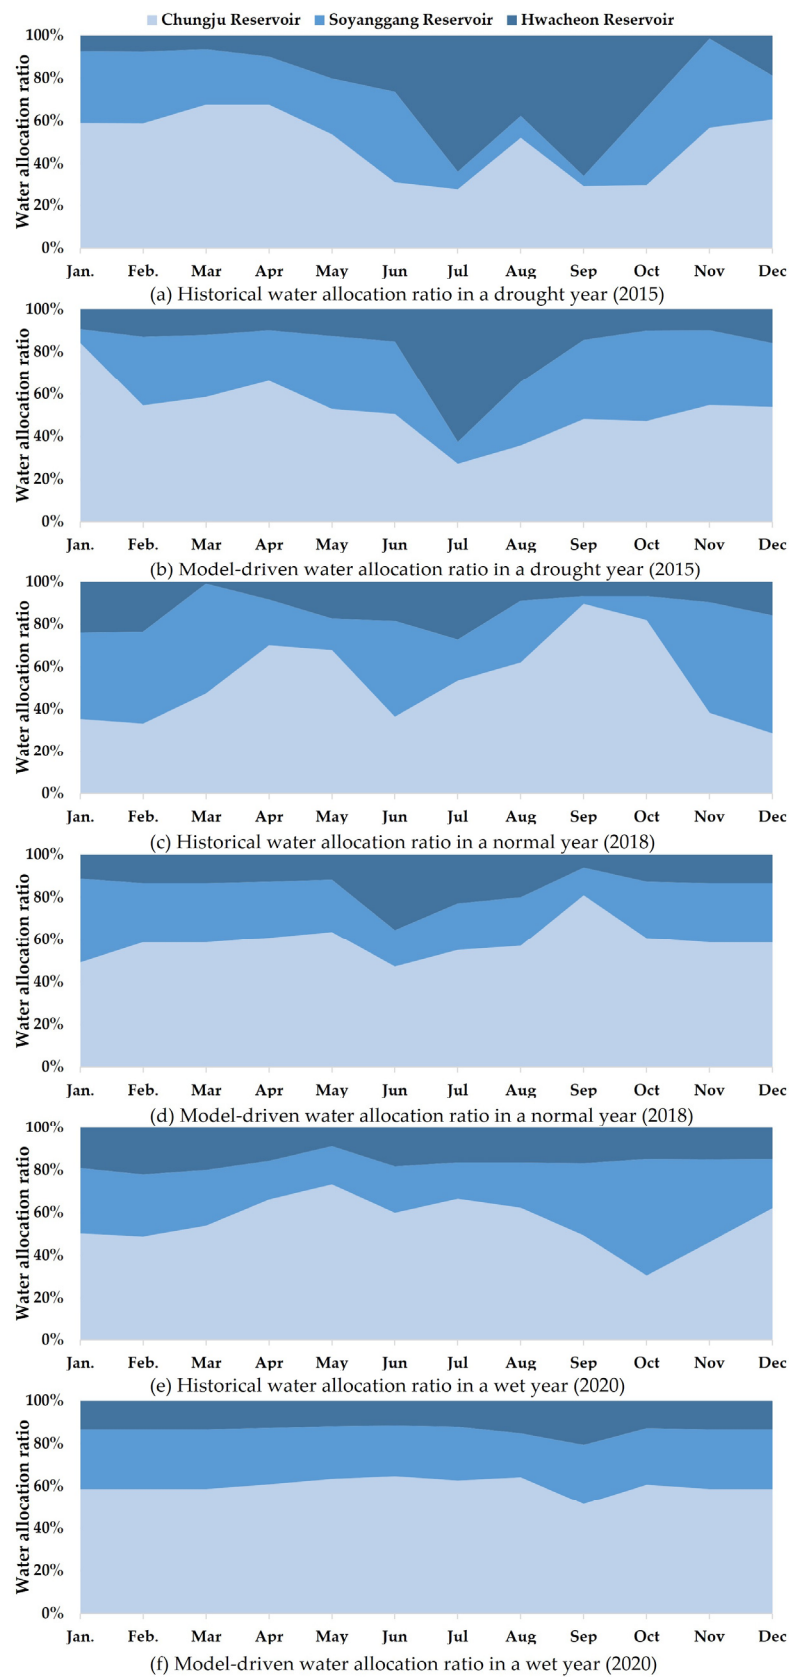 Chungju Reservoir Soyanggang Reservoir Hwacheon Reservoir
Water allocation ratio
100%
80%
60%
40%
20%
0%
Jan. Feb. Mar Apr May Jun Jul Aug Sep Oct Nov Dec
(a) Historical water allocation ratio in a drought year (2015)
Water allocation ratio
100%
80%
60%
40%
20%
0%
Jan. Feb. Mar Apr May Jun Jul Aug Sep Oct Nov Dec
(b) Model-driven water allocation ratio in a drought year (2015)
Water allocation ratio
100%
80%
60%
40%
20%
0%
Jan. Feb. Mar Apr May Jun Jul Aug Sep Oct Nov Dec
(c) Historical water allocation ratio in a normal year (2018)
Water allocation ratio
100%
80%
60%
40%
20%
0%
Jan. Feb. Mar Apr May Jun Jul Aug Sep Oct Nov Dec
(d) Model-driven water allocation ratio in a normal year (2018)
Water allocation ratio
100%
80%
60%
40%
20%
0%
Jan. Feb. Mar Apr May Jun Jul Aug Sep Oct Nov Dec
(e) Historical water allocation ratio in a wet year (2020)
Water allocation ratio
100%
80%
60%
40%
20%
0%
Jan. Feb. Mar Apr May Jun Jul Aug Sep Oct Nov Dec
(f) Model-driven water allocation ratio in a wet year (2020)